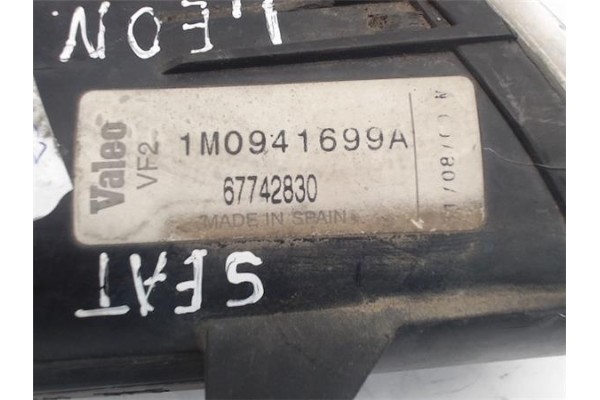 LEON
Valeo
VF2
1M0941699A
67742830
MADE IN SPAIN
SEAT